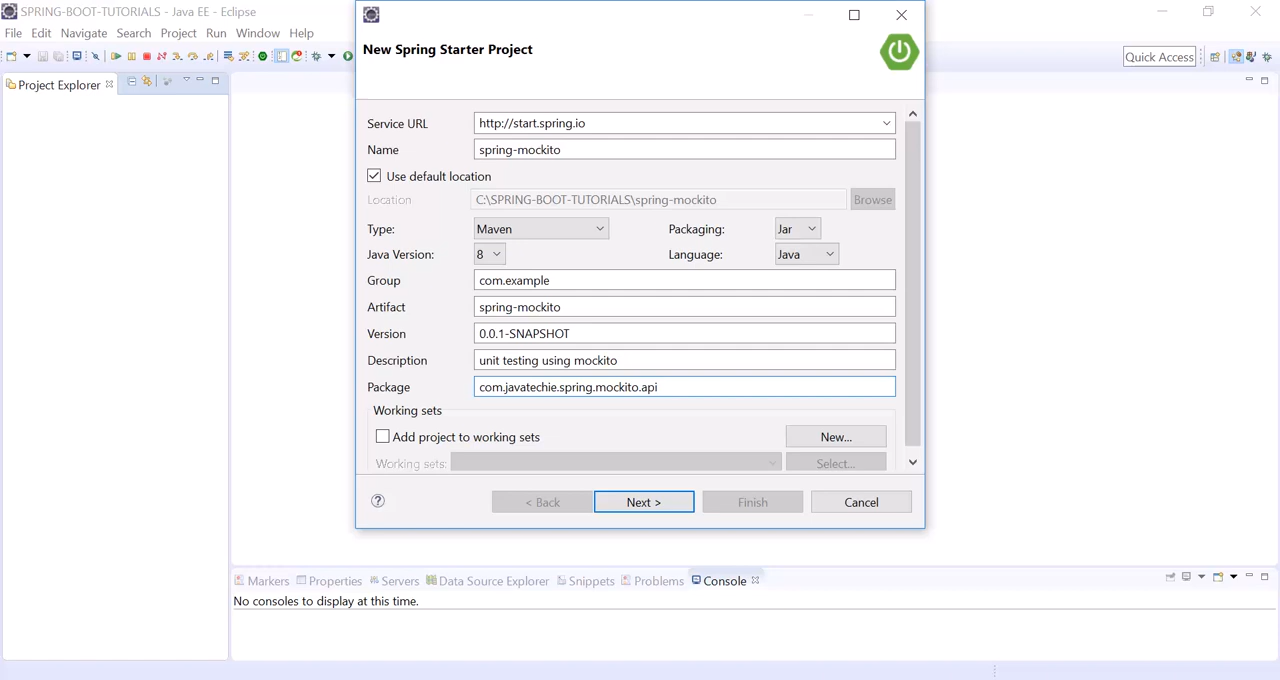 SPRING-BOOT-TUTORIALS - Java EE - Eclipse
File Edit Navigate Search Project Run Window Help
Quick Access
Project Explorer
New Spring Starter Project
Service URL http://start.spring.io
Name spring-mockito
Use default location
Location C:\SPRING-BOOT-TUTORIALS\spring-mockito Browse
Type: Maven Packaging: Jar
Java Version: 8 Language: Java
Group com.example
Artifact spring-mockito
Version 0.0.1-SNAPSHOT
Description unit testing using mockito
Package com.javatechie.spring.mockito.api
Working sets
Add project to working sets New...
Working sets: Select...
< Back Next > Finish Cancel
Markers Properties Servers Data Source Explorer Snippets Problems Console
No consoles to display at this time.